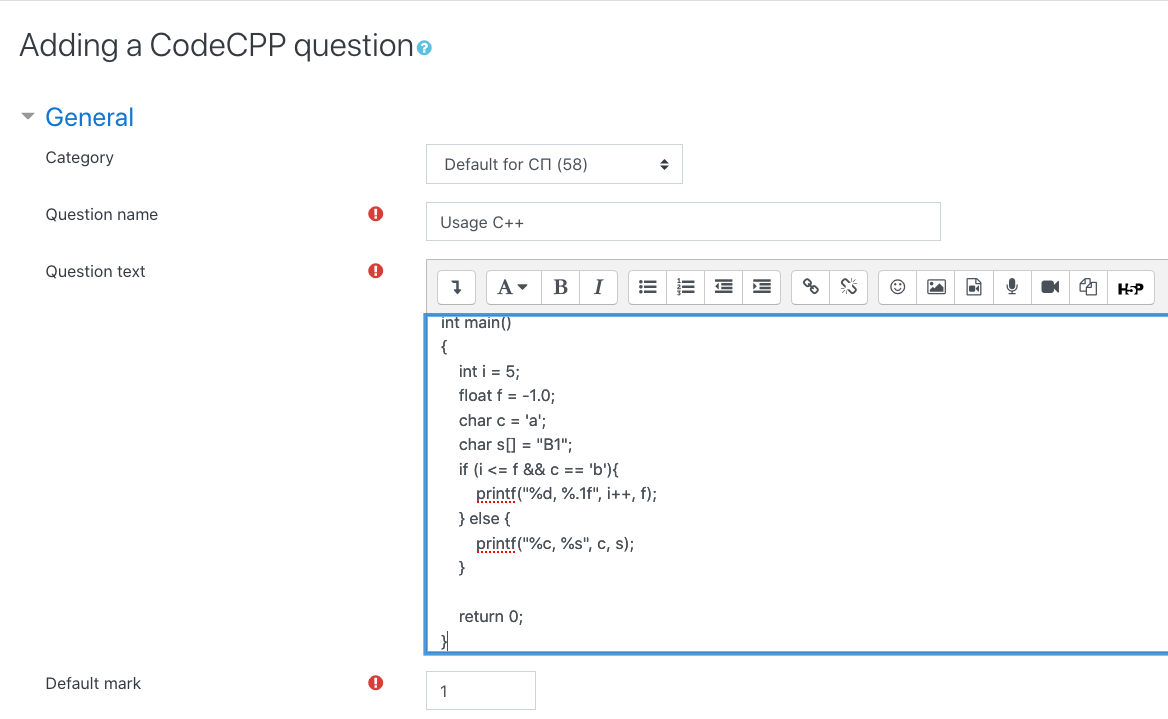 Adding a CodeCPP question
General
Category
Default for СП (58)
Question name
Usage C++
Question text
A B I H5P
int main()
{
int i = 5;
float f = -1.0;
char c = 'a';
char s[] = "B1";
if (i <= f && c == 'b'){
printf("%d, %.1f", i++, f);
} else {
printf("%c, %s", c, s);
}
return 0;
}
Default mark
1